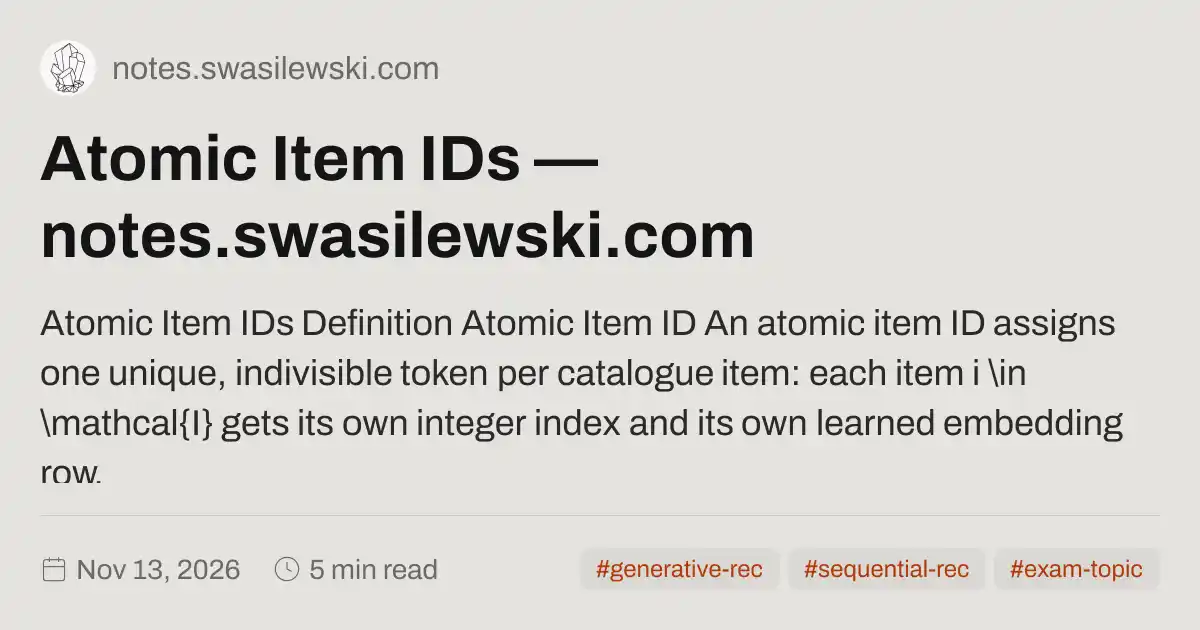 notes.swasilewski.com
Atomic Item IDs —
notes.swasilewski.com
Atomic Item IDs Definition Atomic Item ID An atomic item ID assigns
one unique, indivisible token per catalogue item: each item i \in
\mathcal{I} gets its own integer index and its own learned embedding
row.
Nov 13, 2026
5 min read
#generative-rec
#sequential-rec
#exam-topic